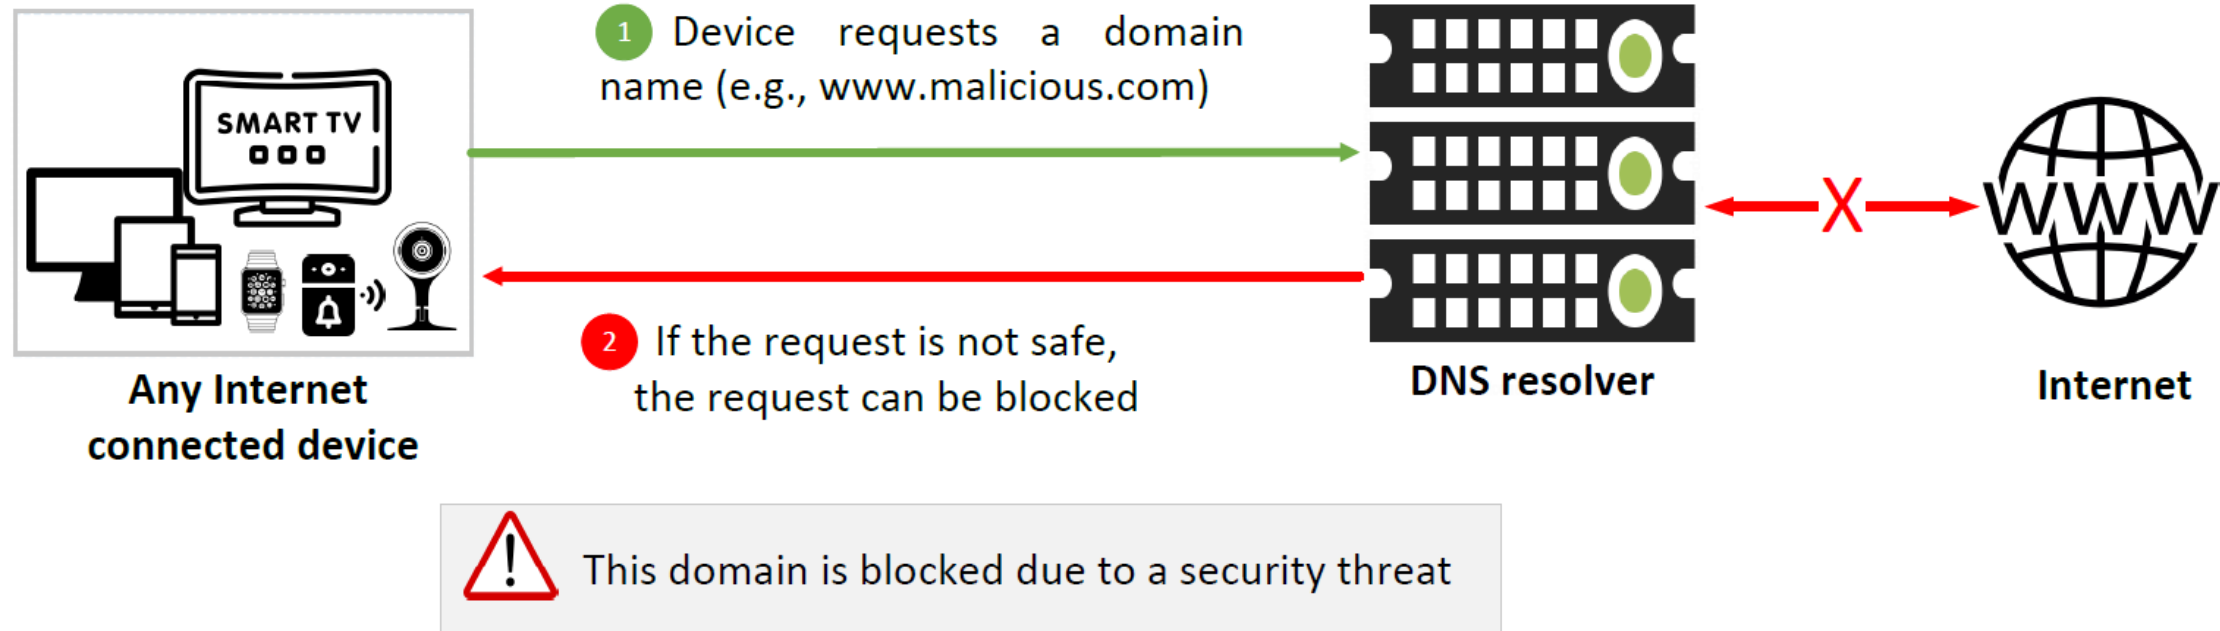 1 Device requests a domain
name (e.g., www.malicious.com)
SMART TV
WWW
2 If the request is not safe,
the request can be blocked
X
DNS resolver
Internet
Any Internet
connected device
! This domain is blocked due to a security threat